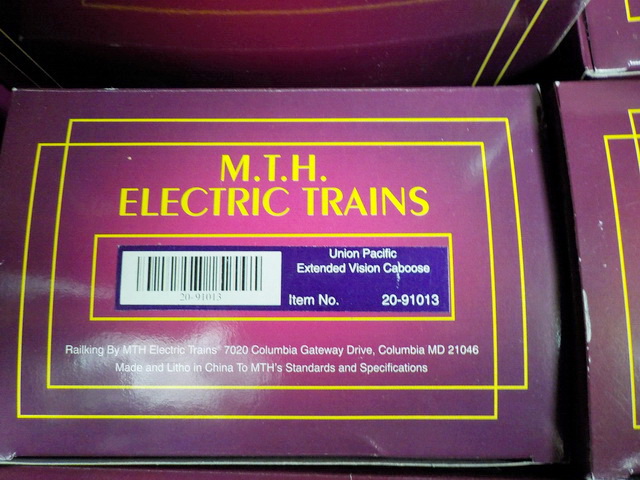 M.T.H.
ELECTRIC TRAINS
20-91013
Union Pacific
Extended Vision Caboose
Item No. 20-91013
Railking By MTH Electric Trains® 7020 Columbia Gateway Drive, Columbia MD 21046
Made and Litho in China To MTH's Standards and Specifications